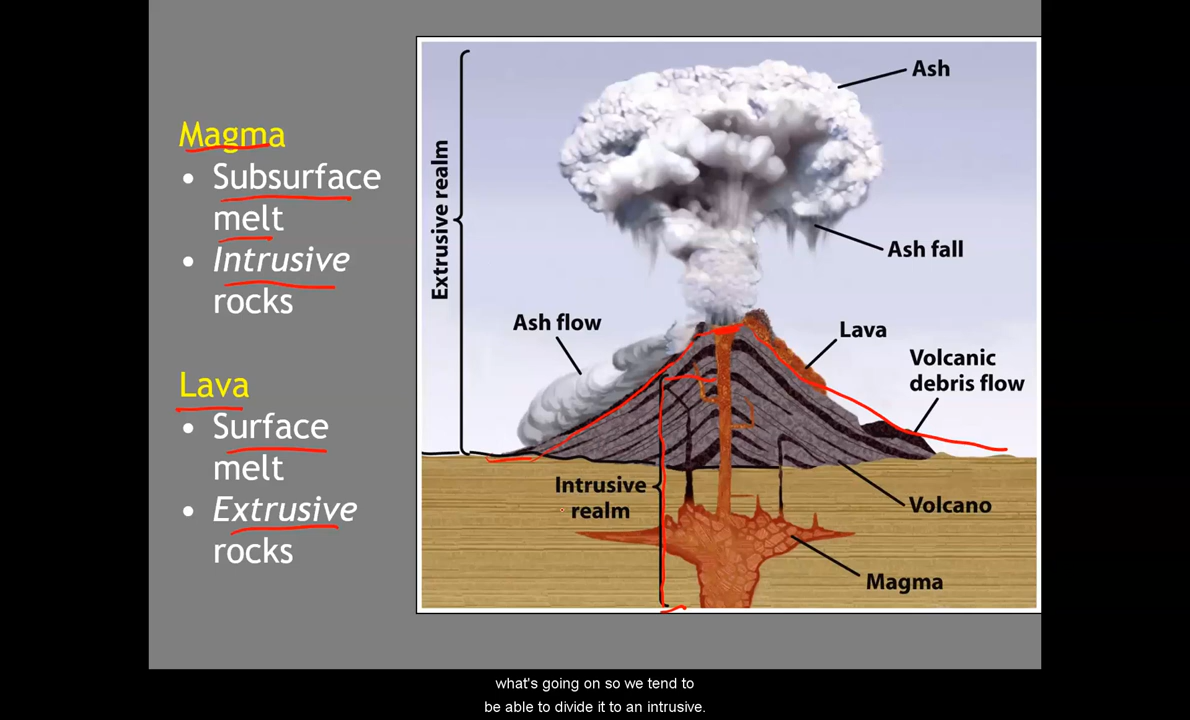 Magma
• Subsurface
melt
• Intrusive
rocks
Lava
• Surface
melt
• Extrusive
rocks
Extrusive realm
Ash
Ash fall
Ash flow
Lava
Volcanic
debris flow
Intrusive
realm
Volcano
Magma
what's going on so we tend to
be able to divide it to an intrusive.